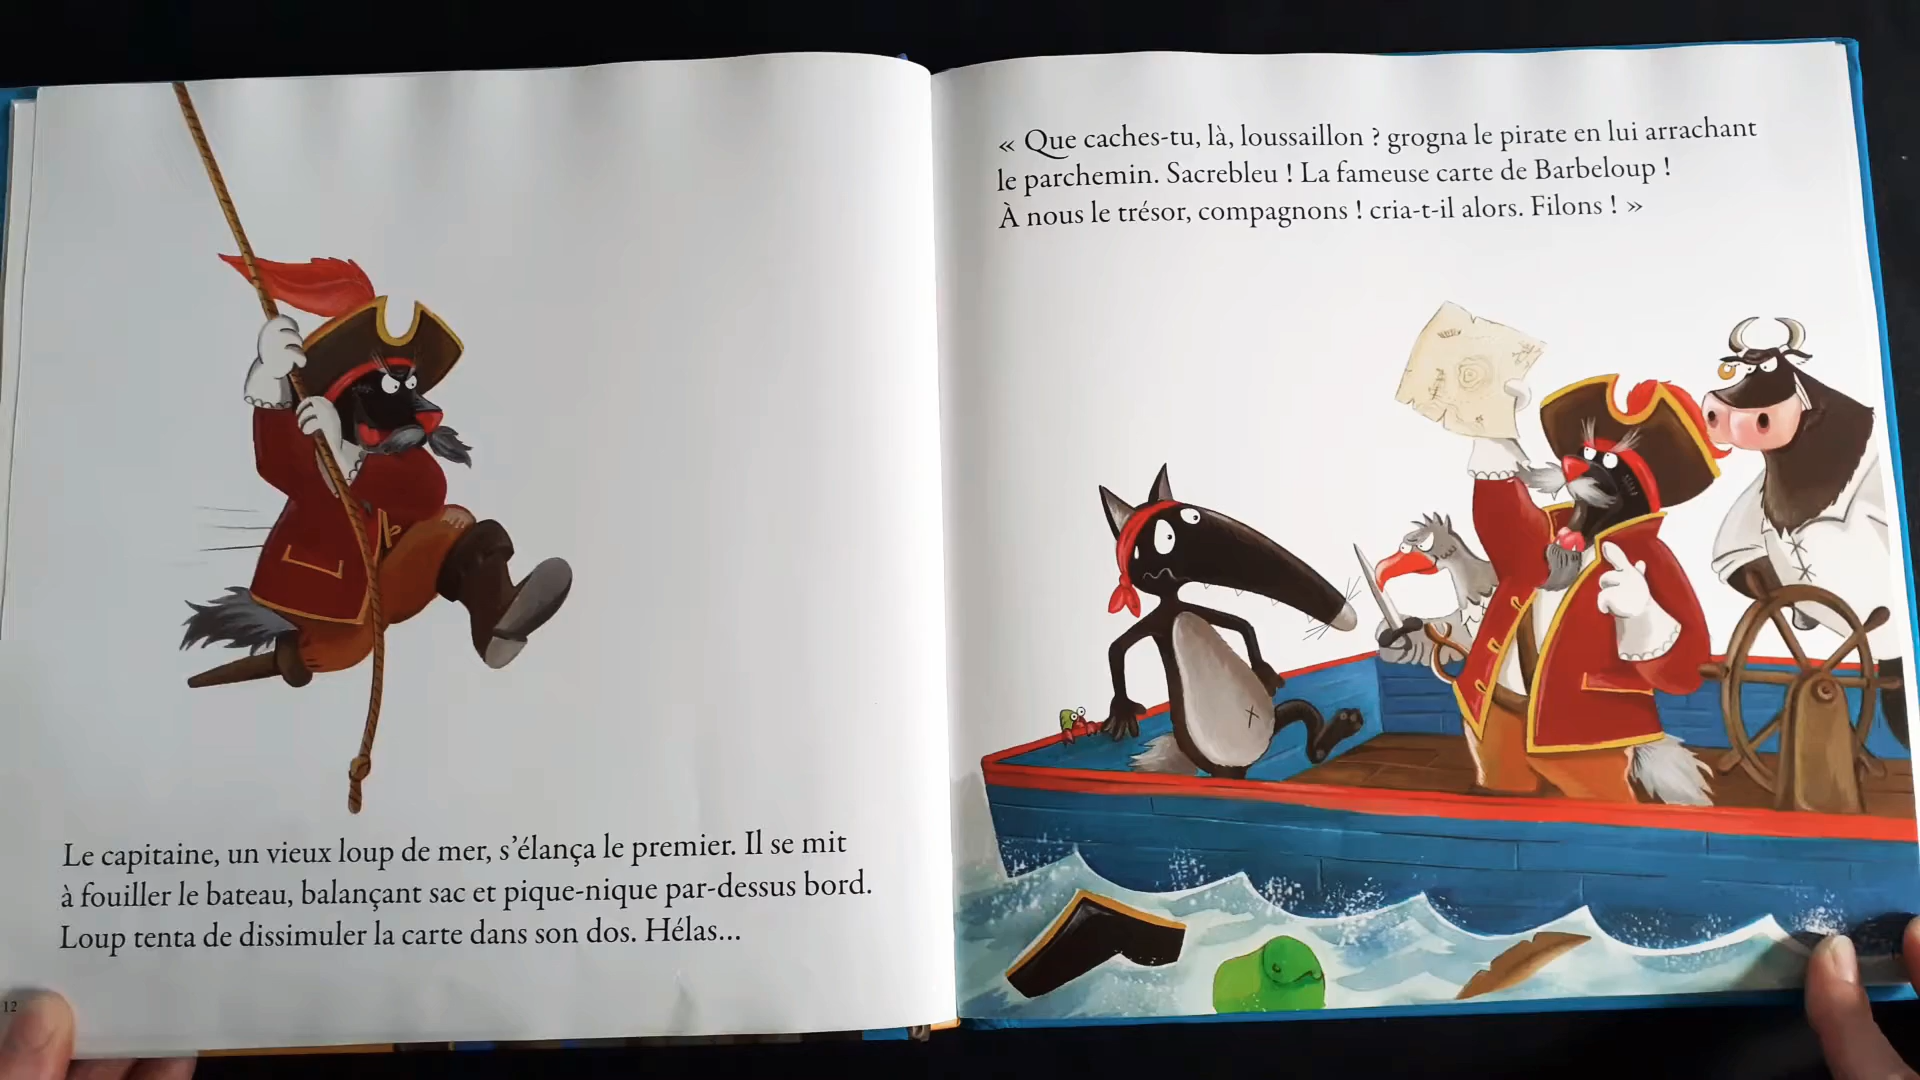 Le capitaine, un vieux loup de mer, s'élança le premier. Il se mit
à fouiller le bateau, balançant sac et pique-nique par-dessus bord.
Loup tenta de dissimuler la carte dans son dos. Hélas...
12
« Que caches-tu, là, loussaillon ? grogna le pirate en lui arrachant
le parchemin. Sacrebleu ! La fameuse carte de Barbeloup !
À nous le trésor, compagnons ! cria-t-il alors. Filons ! »